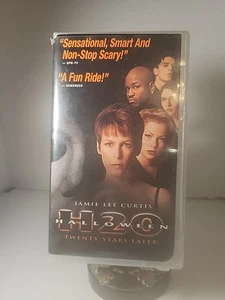 "Sensational, Smart And
Non-Stop Scary!"
"A Fun Ride!"
JAMIE LEE CURTIS
H20
HALLOWEEN
TWENTY YEARS LATER